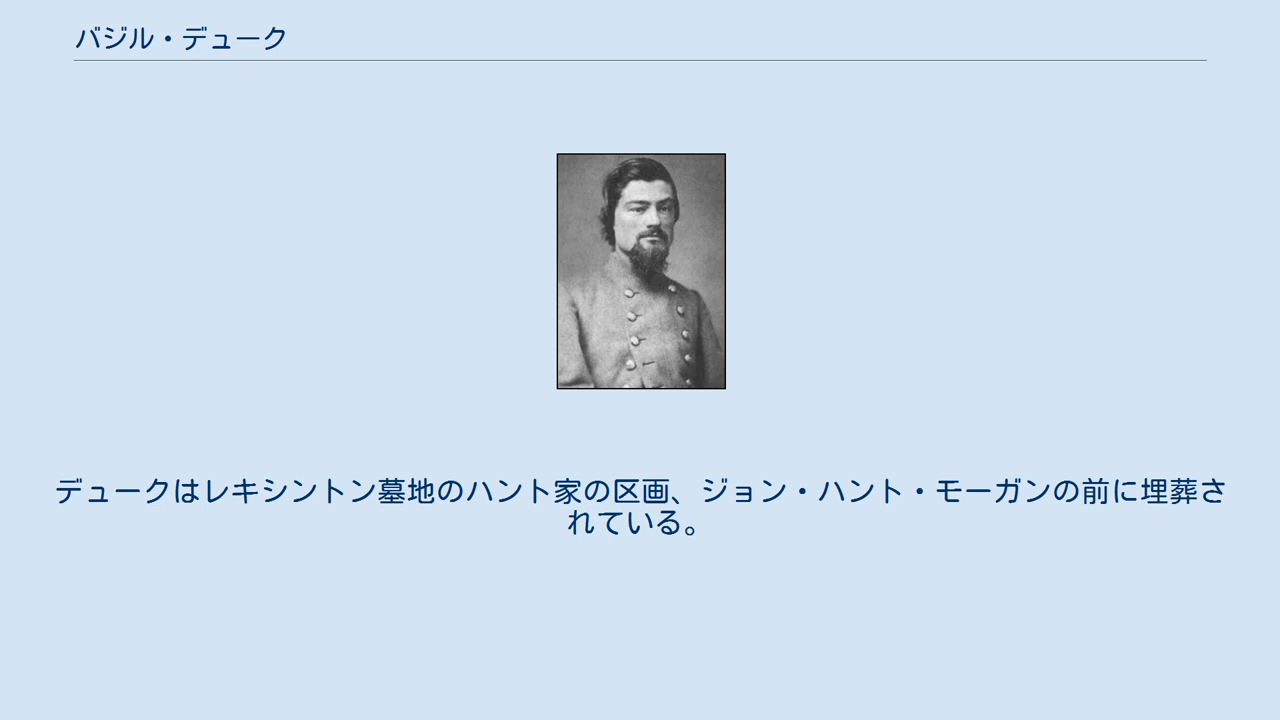 バジル・デューク
デュークはレキシントン墓地のハント家の区画、ジョン・ハント・モーガンの前に埋葬さ
れている。